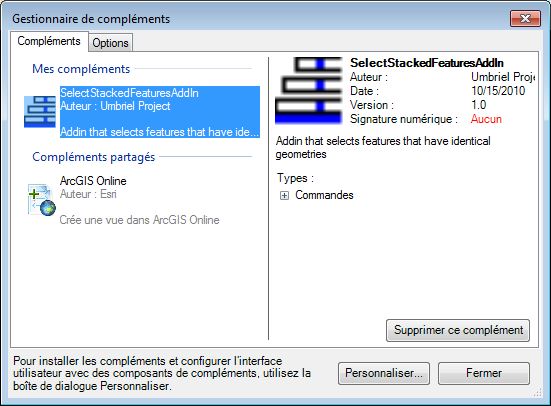 Gestionnaire de compléments
Compléments
Options
Mes compléments
SelectStackedFeaturesAddIn
Auteur : Umbriel Project
Addin that selects features that have ide...
Compléments partagés
ArcGIS Online
Auteur : Esri
Crée une vue dans ArcGIS Online
SelectStackedFeaturesAddIn
Auteur : Umbriel Proje
Date : 10/15/2010
Version : 1.0
Signature numérique : Aucun
Addin that selects features that have identical
geometries
Types :
Commandes
Supprimer ce complément
Pour installer les compléments et configurer l'interface
utilisateur avec des composants de compléments, utilisez la
boîte de dialogue Personnaliser.
Personnaliser...
Fermer